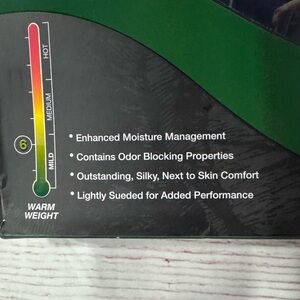 HOT
MEDIUM
6
MILD
WARM
WEIGHT
• Enhanced Moisture Management
• Contains Odor Blocking Properties
• Outstanding, Silky, Next to Skin Comfort
• Lightly Sueded for Added Performance